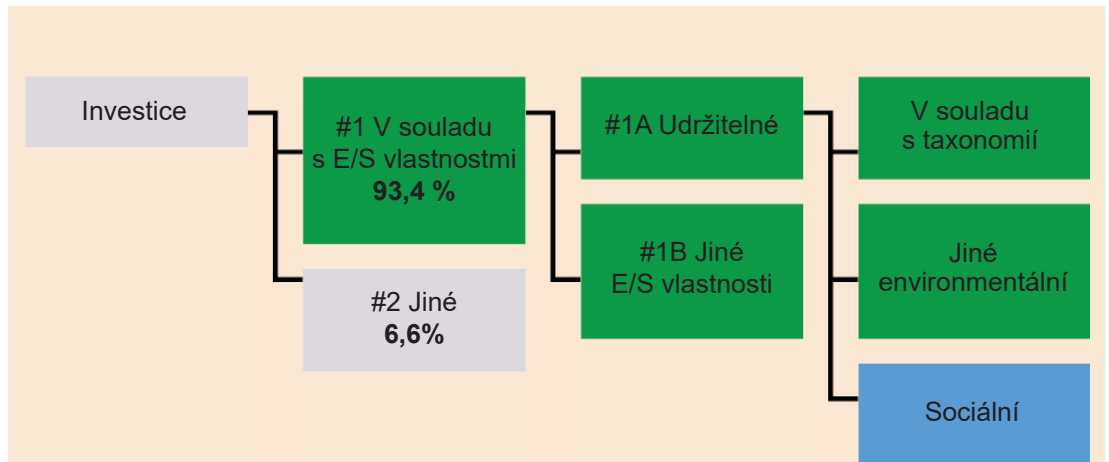 Investice
#1 V souladu
s E/S vlastnostmi
93,4 %
#2 Jiné
6,6%
#1A Udržitelné
#1B Jiné
E/S vlastnosti
V souladu
s taxonomií
Jiné
environmentální
Sociální